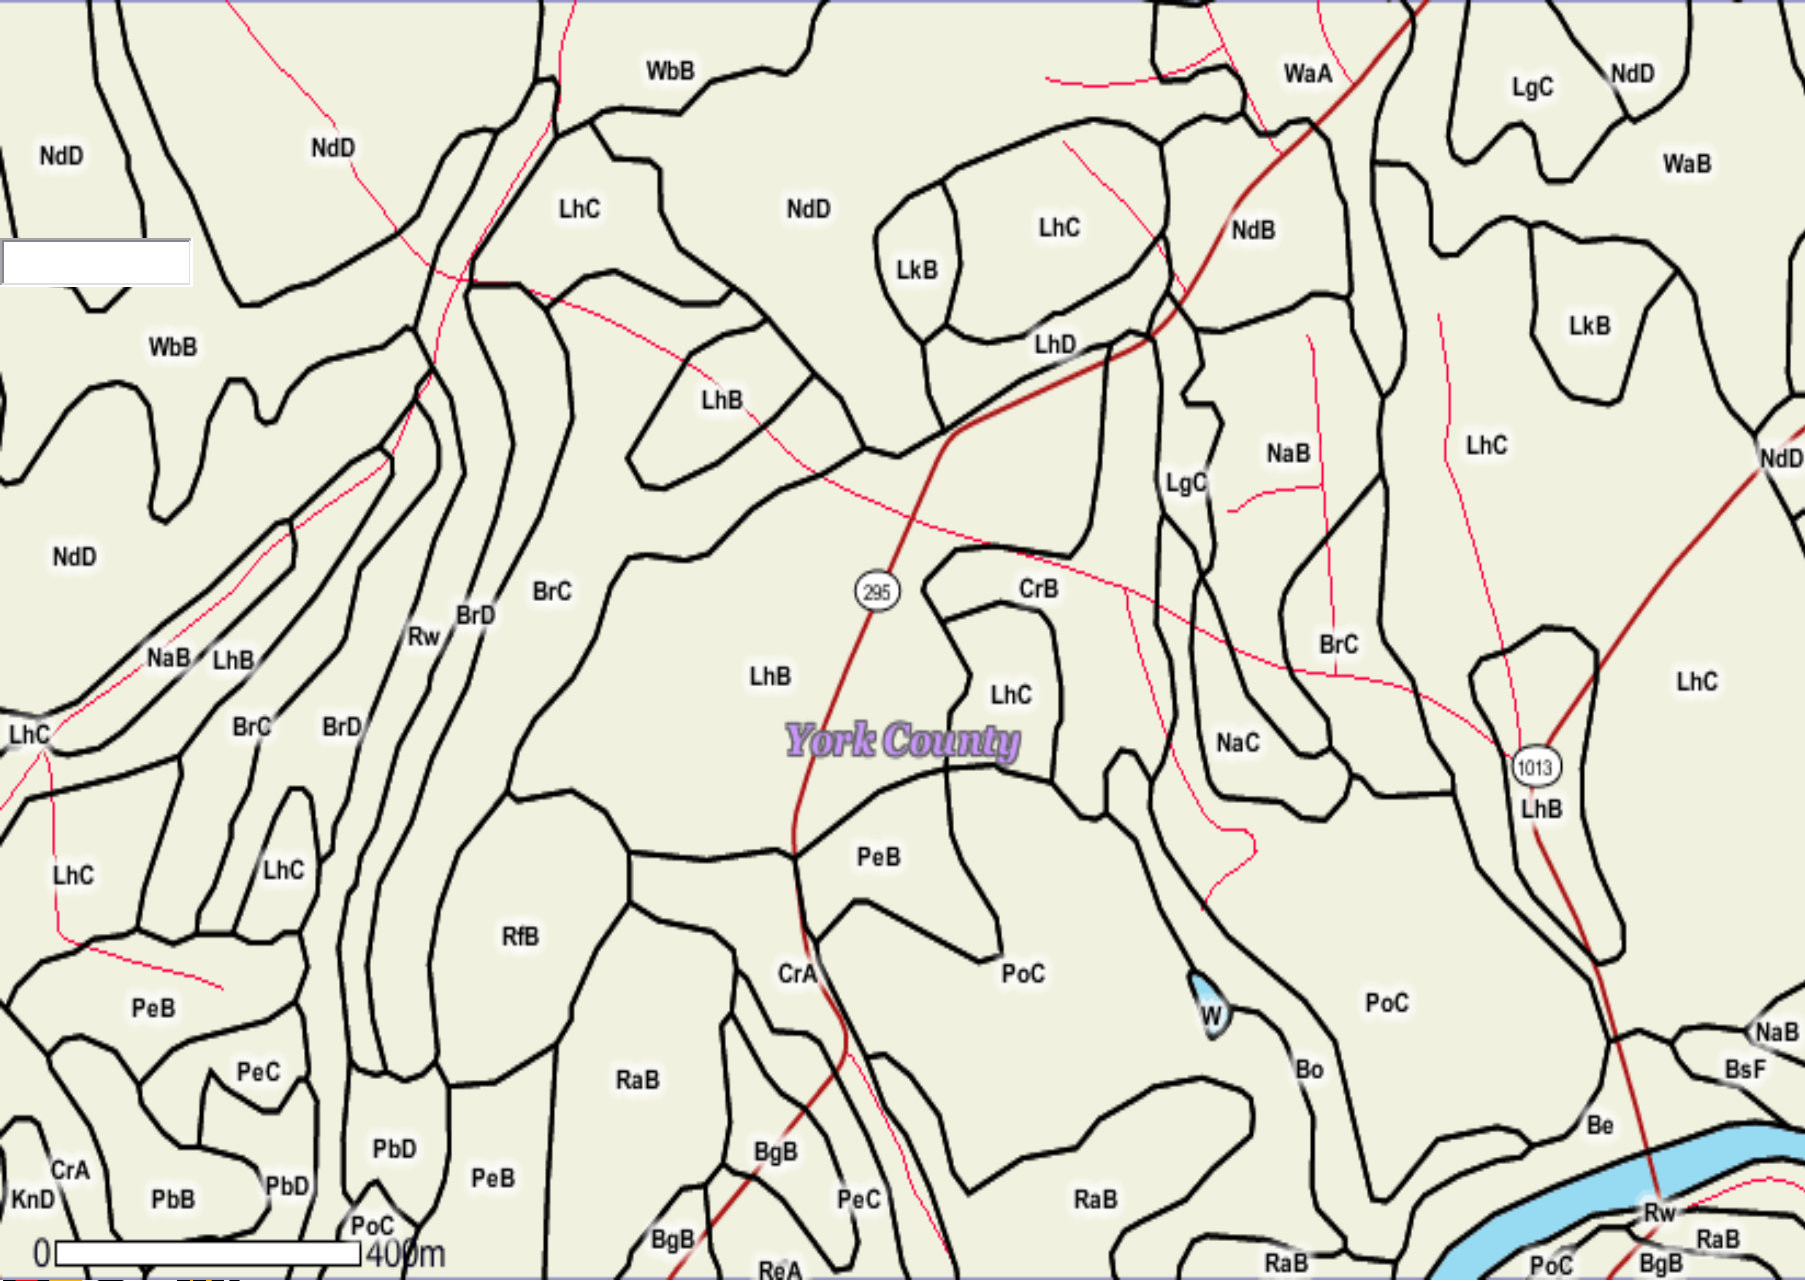 WbB
WaA
LgC
NdD
NdD
NdD
WaB
LhC
NdD
LhC
NdB
LkB
WbB
LhD
LkB
LhB
NaB
LhC
NdD
LgC
NdD
295
BrC
CrB
BrD
Rw
BrC
NaB
LhB
LhB
LhC
LhC
LhC
BrC
BrD
York County
NaC
1013
LhB
LhC
LhC
PeB
RfB
CrA
PoC
PoC
PeB
NaB
PeC
RaB
Bo
BsF
Be
PbD
BgB
CrA
KnD
PbB
PbD
PeB
PeC
RaB
Rw
PoC
BgB
RaB
0
400m
ReA
RaB
PoC
BgB